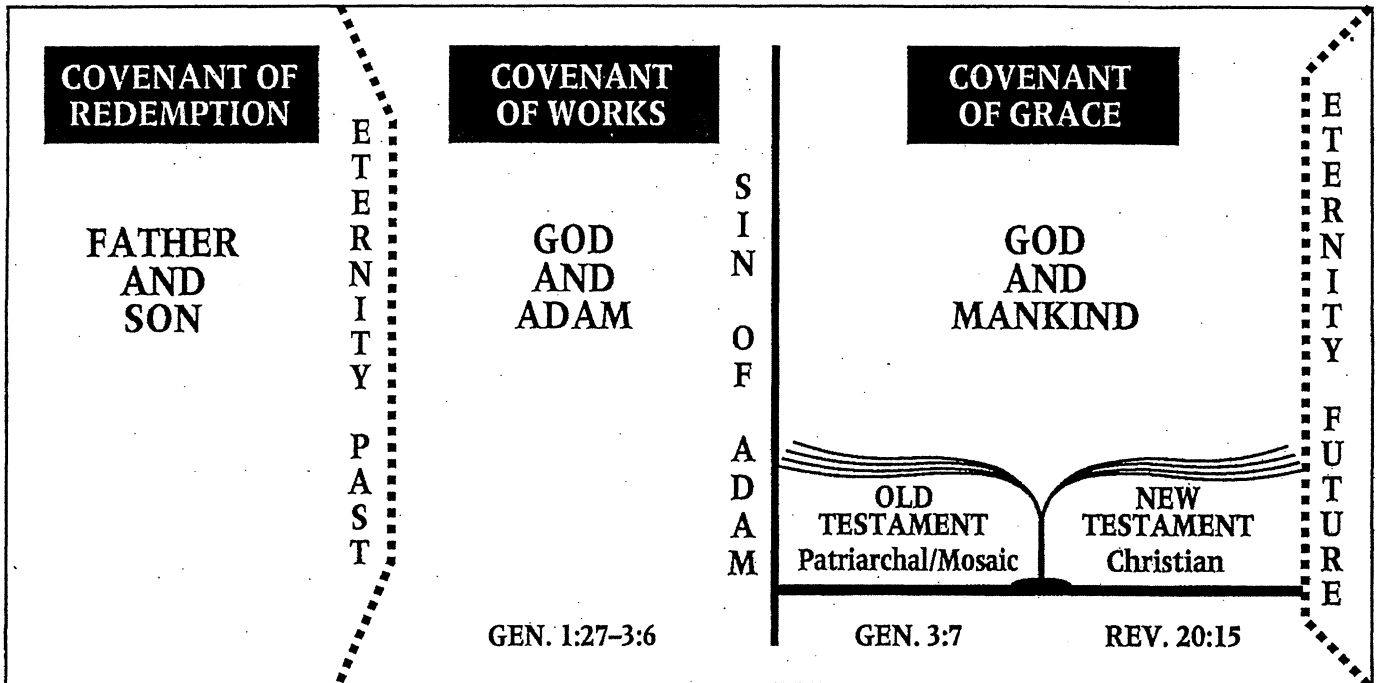 COVENANT OF
REDEMPTION
FATHER
AND
SON
ETERNITY PAST
COVENANT
OF WORKS
GOD
AND
ADAM
GEN. 1:27–3:6
SIN OF ADAM
COVENANT
OF GRACE
GOD
AND
MANKIND
OLD
TESTAMENT
Patriarchal/Mosaic
NEW
TESTAMENT
Christian
GEN. 3:7
REV. 20:15
ETERNITY FUTURE